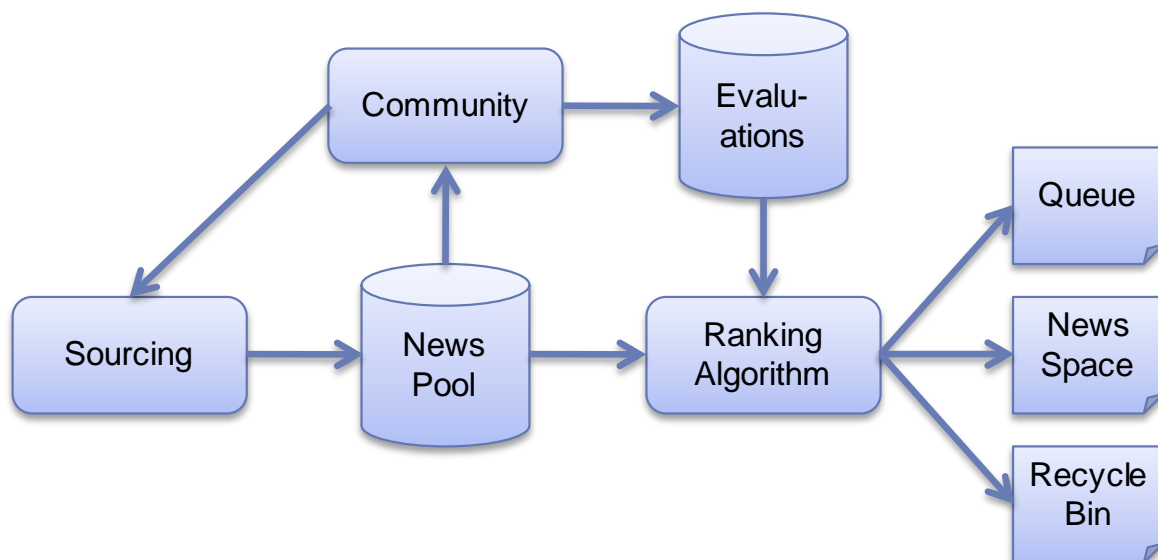 Community
Evalu-
ations
Queue
Sourcing
News
Pool
Ranking
Algorithm
News
Space
Recycle
Bin